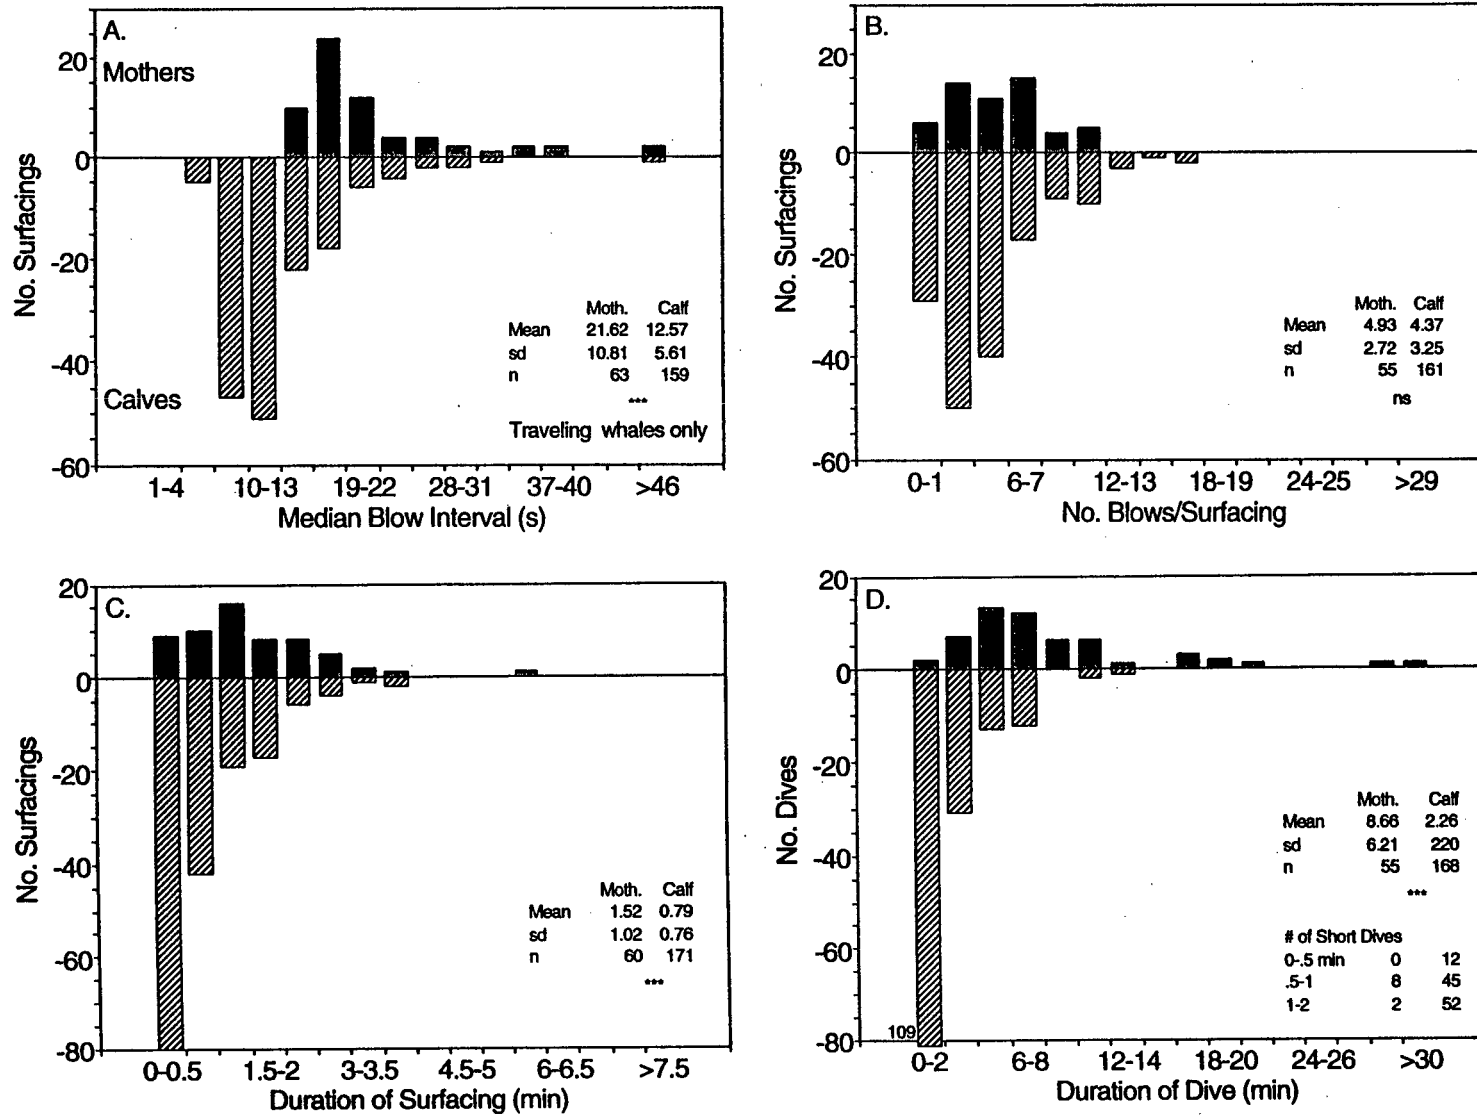 A.
Mothers
Calves
No. Surfacings
20
0
-20
-40
-60
Moth. Calf
Mean 21.62 12.57
sd 10.81 5.61
n 63 159
***
Traveling whales only
1-4 10-13 19-22 28-31 37-40 >46
Median Blow Interval (s)
B.
No. Surfacings
20
0
-20
-40
-60
Moth. Calf
Mean 4.93 4.37
sd 2.72 3.25
n 55 161
ns
0-1 6-7 12-13 18-19 24-25 >29
No. Blows/Surfacing
C.
No. Surfacings
20
0
-20
-40
-60
-80
Moth. Calf
Mean 1.52 0.79
sd 1.02 0.76
n 60 171
***
0-0.5 1.5-2 3-3.5 4.5-5 6-6.5 >7.5
Duration of Surfacing (min)
D.
No. Dives
20
0
-20
-40
-60
-80
109
Moth. Calf
Mean 8.66 2.26
sd 6.21 220
n 55 168
***
# of Short Dives
0-.5 min 0 12
.5-1 8 45
1-2 2 52
0-2 6-8 12-14 18-20 24-26 >30
Duration of Dive (min)